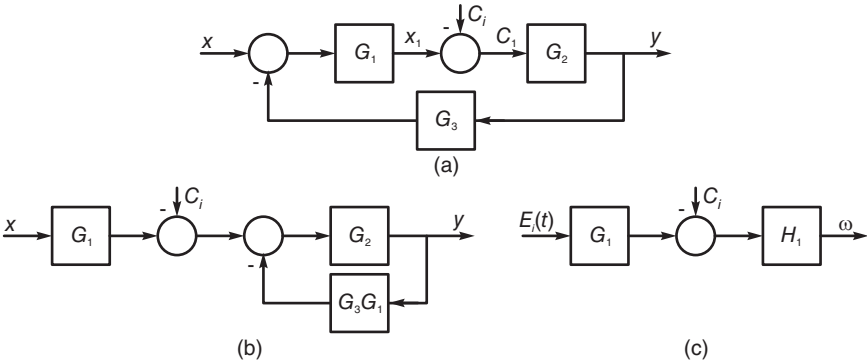 x - G₁ x₁ - Cᵢ C₁ G₂ y
- G₃
(a)
x G₁ - Cᵢ G₂ y
- G₃G₁
(b)
Eᵢ(t) G₁ - Cᵢ H₁ ω
(c)